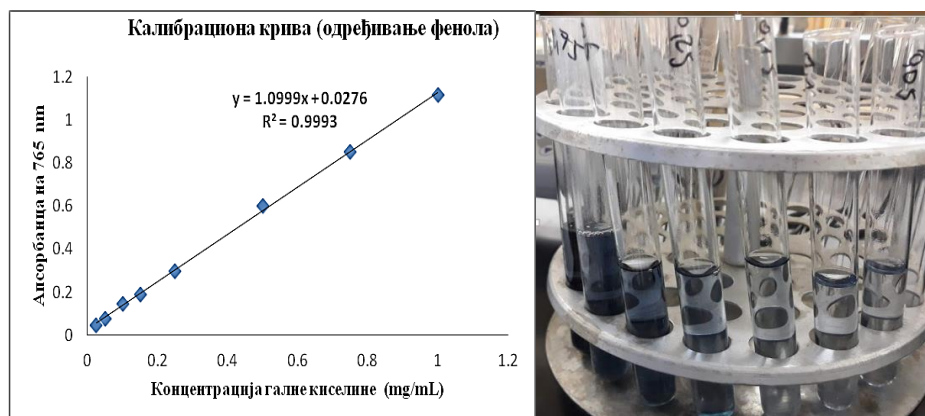 Калибрациона крива (одређивање фенола)
y = 1.0999x + 0.0276
R² = 0.9993
Апсорбанца на 765 nm
1.2
1
0.8
0.6
0.4
0.2
0
0 0.2 0.4 0.6 0.8 1 1.2
Концентрација галне киселине (mg/mL)